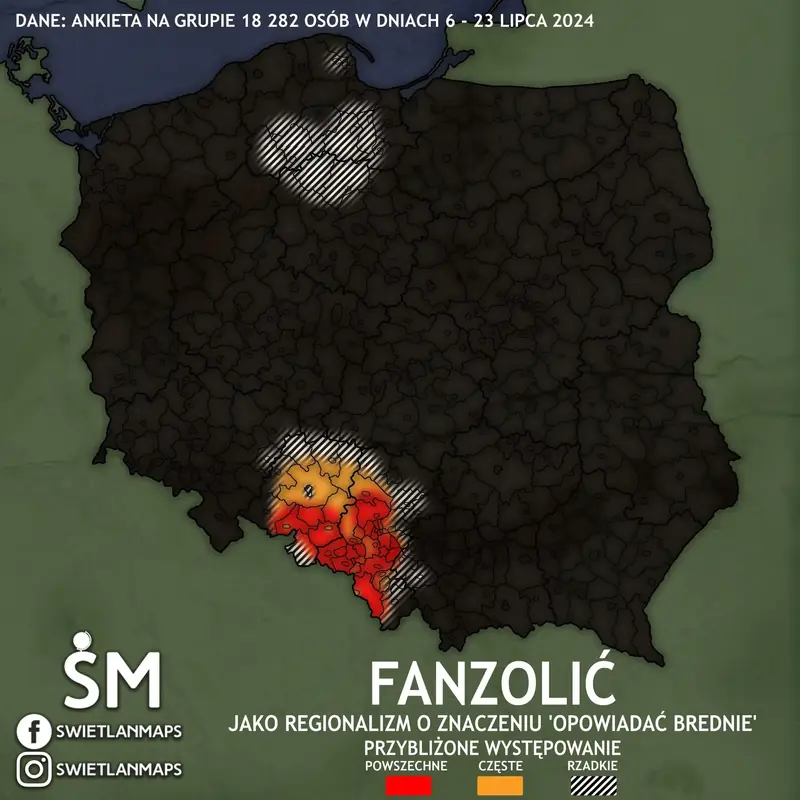 DANE: ANKIETA NA GRUPIE 18 282 OSÓB W DNIACH 6 - 23 LIPCA 2024
ŚM
SWIETLANMAPS
SWIETLANMAPS
FANZOLIĆ
JAKO REGIONALIZM O ZNACZENIU 'OPOWIADAĆ BREDNIE'
PRZYBLIŻONE WYSTĘPOWANIE
POWSZECHNE CZĘSTE RZADKIE